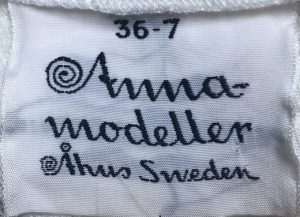 36-7
Anna-
modeller
Åhus Sweden